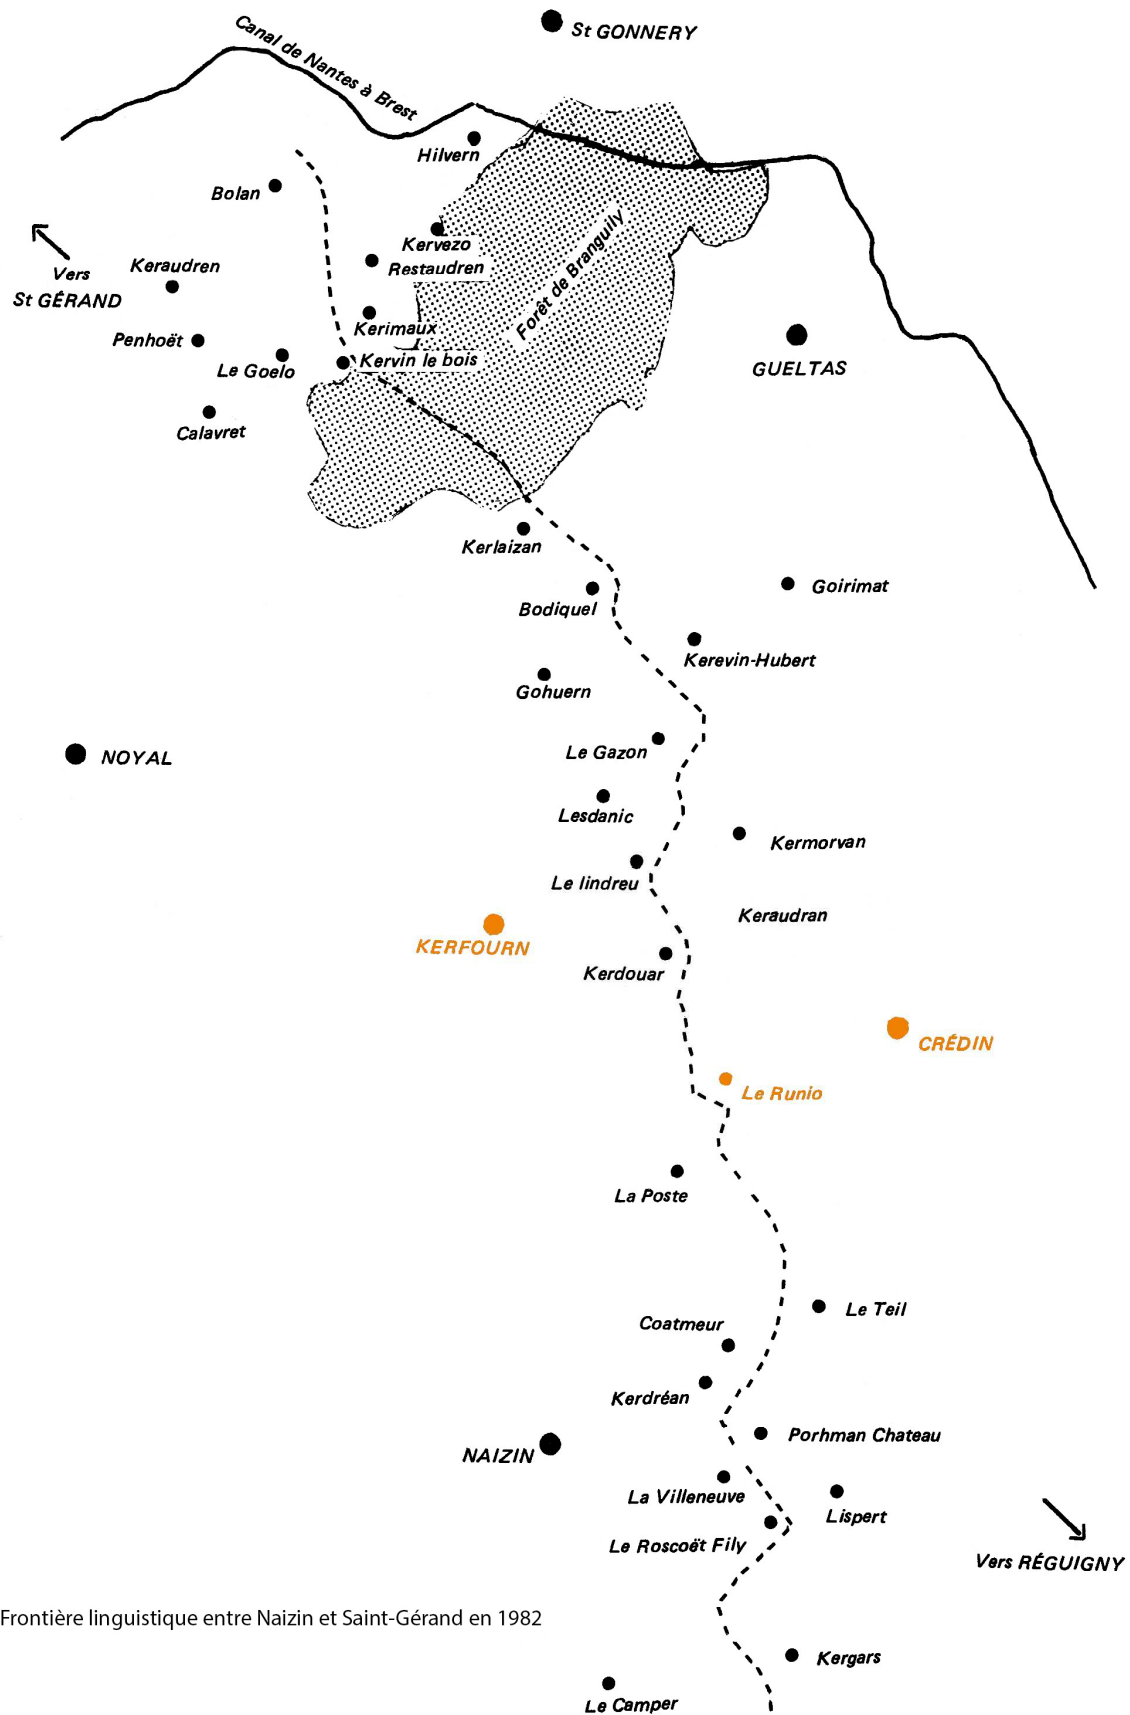 St GONNERY
Canal de Nantes à Brest
Hilvern
Bolan
Kervezo
Restaudren
Forêt de Branguily
Vers
St GÉRAND
Keraudren
Kerimaux
Penhoët
Le Goelo
Kervin le bois
GUELTAS
Calavret
Kerlaizan
Bodiquel
Goirimat
Kerevin-Hubert
Gohuern
Le Gazon
NOYAL
Lesdanic
Kermorvan
Le lindreu
Keraudran
KERFOURN
Kerdouar
CRÉDIN
Le Runio
La Poste
Le Teil
Coatmeur
Kerdréan
Porhman Chateau
NAIZIN
La Villeneuve
Lispert
Le Roscoët Fily
Vers RÉGUIGNY
Frontière linguistique entre Naizin et Saint-Gérand en 1982
Kergars
Le Camper